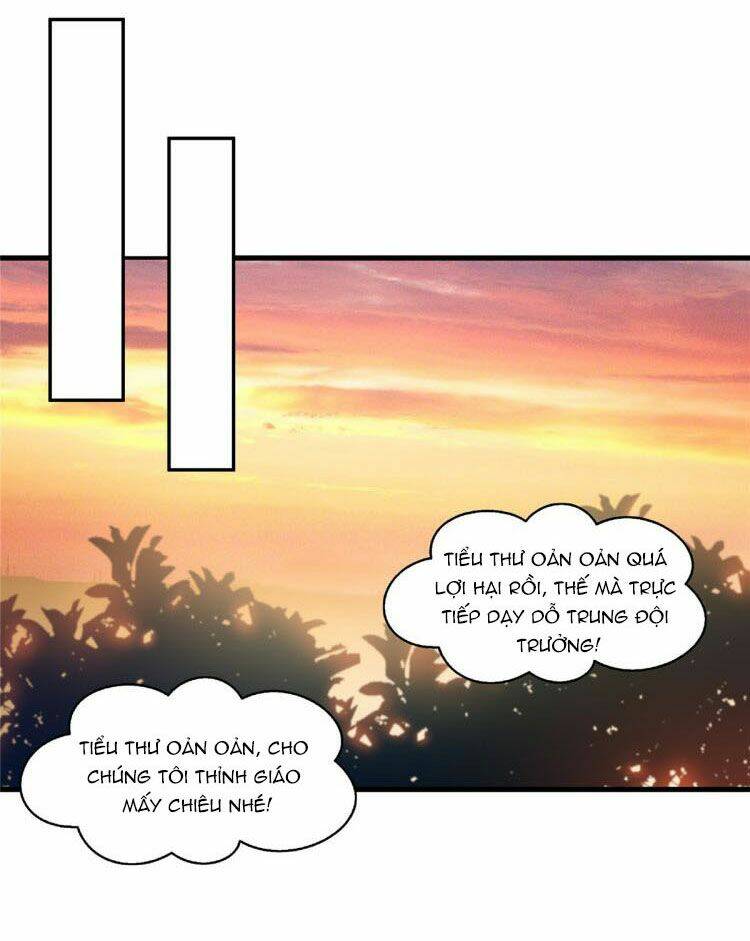 TIỂU THƯ OẢN OẢN QUÁ
LỢI HẠI RỒI, THẾ MÀ TRỰC
TIẾP DẠY DỖ TRUNG ĐỘI
TRƯỞNG!
TIỂU THƯ OẢN OẢN, CHO
CHÚNG TÔI THỈNH GIÁO
MẤY CHIÊU NHÉ!